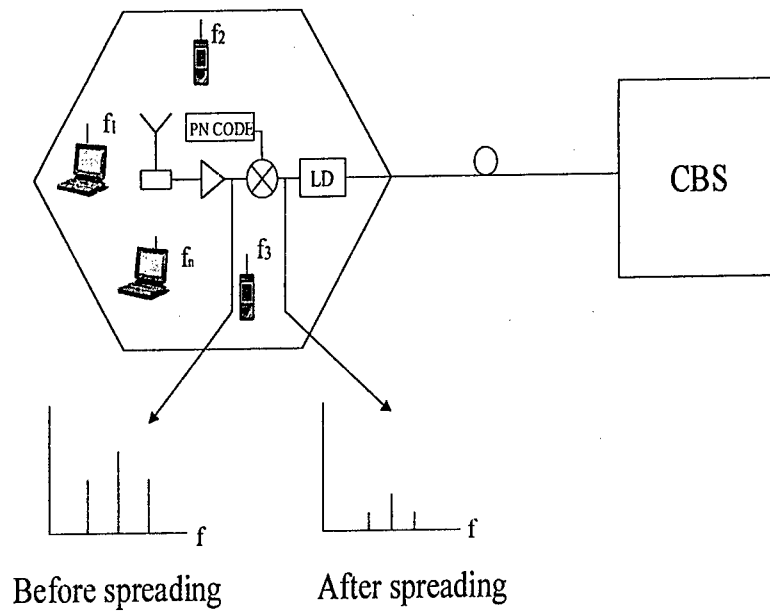 f2
f1
PN CODE
LD
CBS
fn
f3
f
f
Before spreading
After spreading